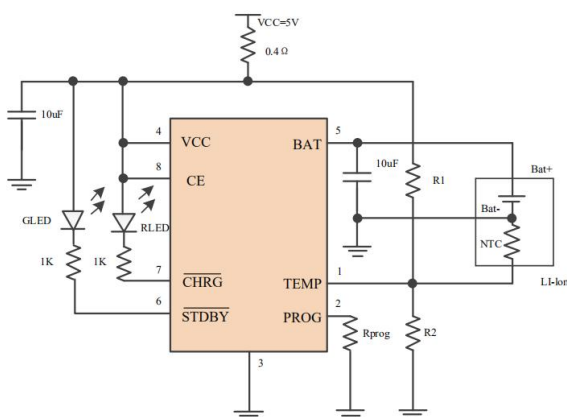 VCC=5V
0.4Ω
10uF
4
VCC
BAT
5
8
CE
10uF
R1
Bat+
Bat-
GLED
RLED
NTC
1K
1K
7
CHRG
TEMP
1
LI-Ion
6
STDBY
PROG
2
Rprog
R2
3